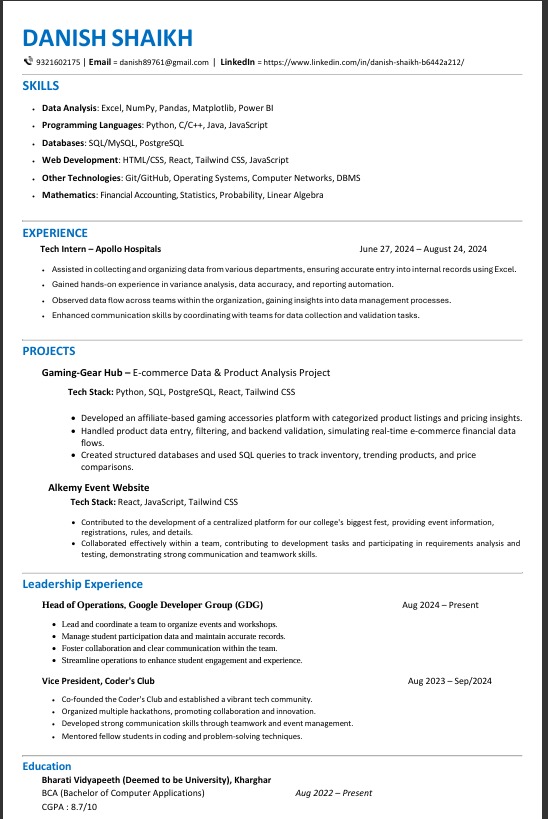 DANISH SHAIKH
9321602175 | Email = danish89761@gmail.com | LinkedIn = https://www.linkedin.com/in/danish-shaikh-b6442a212/
SKILLS
• Data Analysis: Excel, NumPy, Pandas, Matplotlib, Power BI
• Programming Languages: Python, C/C++, Java, JavaScript
• Databases: SQL/MySQL, PostgreSQL
• Web Development: HTML/CSS, React, Tailwind CSS, JavaScript
• Other Technologies: Git/GitHub, Operating Systems, Computer Networks, DBMS
• Mathematics: Financial Accounting, Statistics, Probability, Linear Algebra
EXPERIENCE
Tech Intern – Apollo Hospitals June 27, 2024 – August 24, 2024
• Assisted in collecting and organizing data from various departments, ensuring accurate entry into internal records using Excel.
• Gained hands-on experience in variance analysis, data accuracy, and reporting automation.
• Observed data flow across teams within the organization, gaining insights into data management processes.
• Enhanced communication skills by coordinating with teams for data collection and validation tasks.
PROJECTS
Gaming-Gear Hub – E-commerce Data & Product Analysis Project
Tech Stack: Python, SQL, PostgreSQL, React, Tailwind CSS
• Developed an affiliate-based gaming accessories platform with categorized product listings and pricing insights.
• Handled product data entry, filtering, and backend validation, simulating real-time e-commerce financial data
flows.
• Created structured databases and used SQL queries to track inventory, trending products, and price
comparisons.
Alkemy Event Website
Tech Stack: React, JavaScript, Tailwind CSS
• Contributed to the development of a centralized platform for our college's biggest fest, providing event information,
registrations, rules, and details.
• Collaborated effectively within a team, contributing to development tasks and participating in requirements analysis and
testing, demonstrating strong communication and teamwork skills.
Leadership Experience
Head of Operations, Google Developer Group (GDG) Aug 2024 – Present
• Lead and coordinate a team to organize events and workshops.
• Manage student participation data and maintain accurate records.
• Foster collaboration and clear communication within the team.
• Streamline operations to enhance student engagement and experience.
Vice President, Coder's Club Aug 2023 – Sep/2024
• Co-founded the Coder's Club and established a vibrant tech community.
• Organized multiple hackathons, promoting collaboration and innovation.
• Developed strong communication skills through teamwork and event management.
• Mentored fellow students in coding and problem-solving techniques.
Education
Bharati Vidyapeeth (Deemed to be University), Kharghar
BCA (Bachelor of Computer Applications) Aug 2022 – Present
CGPA : 8.7/10